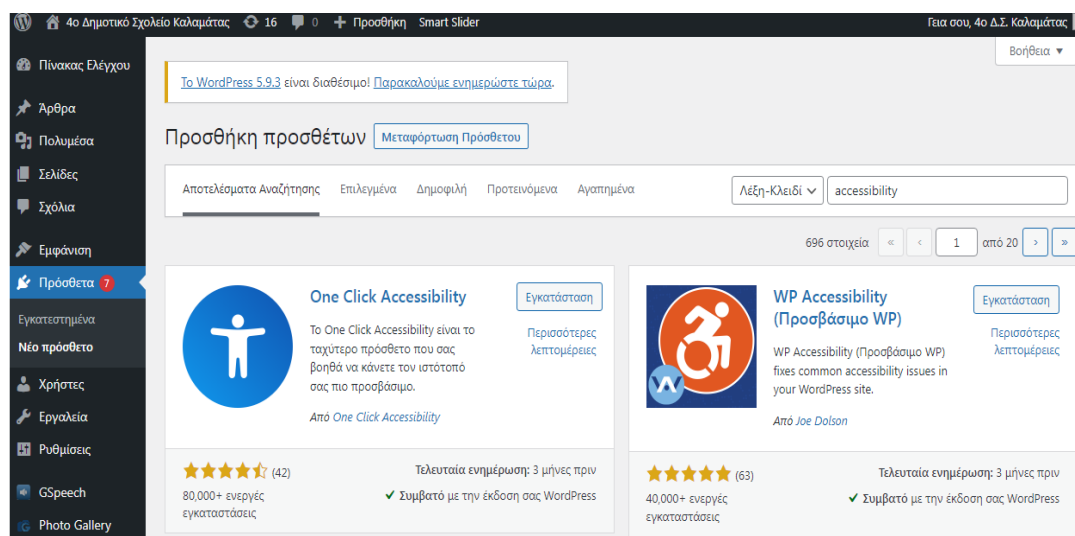 4ο Δημοτικό Σχολείο Καλαμάτας 16 0 + Προσθήκη Smart Slider Γεια σου, 4ο Δ.Σ. Καλαμάτας
Βοήθεια ▼
Πίνακας Ελέγχου
Άρθρα
Πολυμέσα
Σελίδες
Σχόλια
Εμφάνιση
Πρόσθετα 7
Εγκατεστημένα
Νέο πρόσθετο
Χρήστες
Εργαλεία
Ρυθμίσεις
GSpeech
Photo Gallery
Το WordPress 5.9.3 είναι διαθέσιμο! Παρακαλούμε ενημερώστε τώρα.
Προσθήκη προσθέτων Μεταφόρτωση Πρόσθετου
Αποτελέσματα Αναζήτησης Επιλεγμένα Δημοφιλή Προτεινόμενα Αγαπημένα Λέξη-Κλειδί accessibility
696 στοιχεία « ‹ 1 από 20 › »
One Click Accessibility
Εγκατάσταση
Περισσότερες
λεπτομέρειες
Το One Click Accessibility είναι το
ταχύτερο πρόσθετο που σας
βοηθά να κάνετε τον ιστότοπό
σας πιο προσβάσιμο.
Από One Click Accessibility
(42)
80,000+ ενεργές
εγκαταστάσεις
Τελευταία ενημέρωση: 3 μήνες πριν
✓ Συμβατό με την έκδοση σας WordPress
WP Accessibility
(Προσβάσιμο WP)
Εγκατάσταση
Περισσότερες
λεπτομέρειες
WP Accessibility (Προσβάσιμο WP)
fixes common accessibility issues in
your WordPress site.
Από Joe Dolson
(63)
40,000+ ενεργές
εγκαταστάσεις
Τελευταία ενημέρωση: 3 μήνες πριν
✓ Συμβατό με την έκδοση σας WordPress